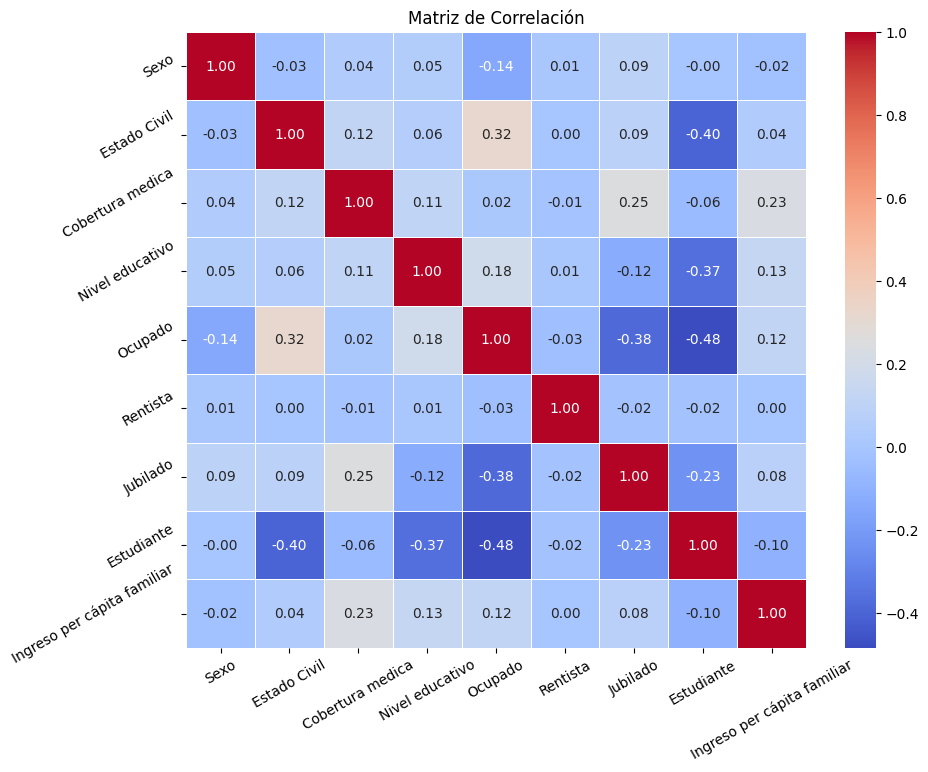 Matriz de Correlación
Sexo 1.00 -0.03 0.04 0.05 -0.14 0.01 0.09 -0.00 -0.02
Estado Civil -0.03 1.00 0.12 0.06 0.32 0.00 0.09 -0.40 0.04
Cobertura medica 0.04 0.12 1.00 0.11 0.02 -0.01 0.25 -0.06 0.23
Nivel educativo 0.05 0.06 0.11 1.00 0.18 0.01 -0.12 -0.37 0.13
Ocupado -0.14 0.32 0.02 0.18 1.00 -0.03 -0.38 -0.48 0.12
Rentista 0.01 0.00 -0.01 0.01 -0.03 1.00 -0.02 -0.02 0.00
Jubilado 0.09 0.09 0.25 -0.12 -0.38 -0.02 1.00 -0.23 0.08
Estudiante -0.00 -0.40 -0.06 -0.37 -0.48 -0.02 -0.23 1.00 -0.10
Ingreso per cápita familiar -0.02 0.04 0.23 0.13 0.12 0.00 0.08 -0.10 1.00
Sexo Estado Civil Cobertura medica Nivel educativo Ocupado Rentista Jubilado Estudiante Ingreso per cápita familiar
1.0
0.8
0.6
0.4
0.2
0.0
−0.2
−0.4